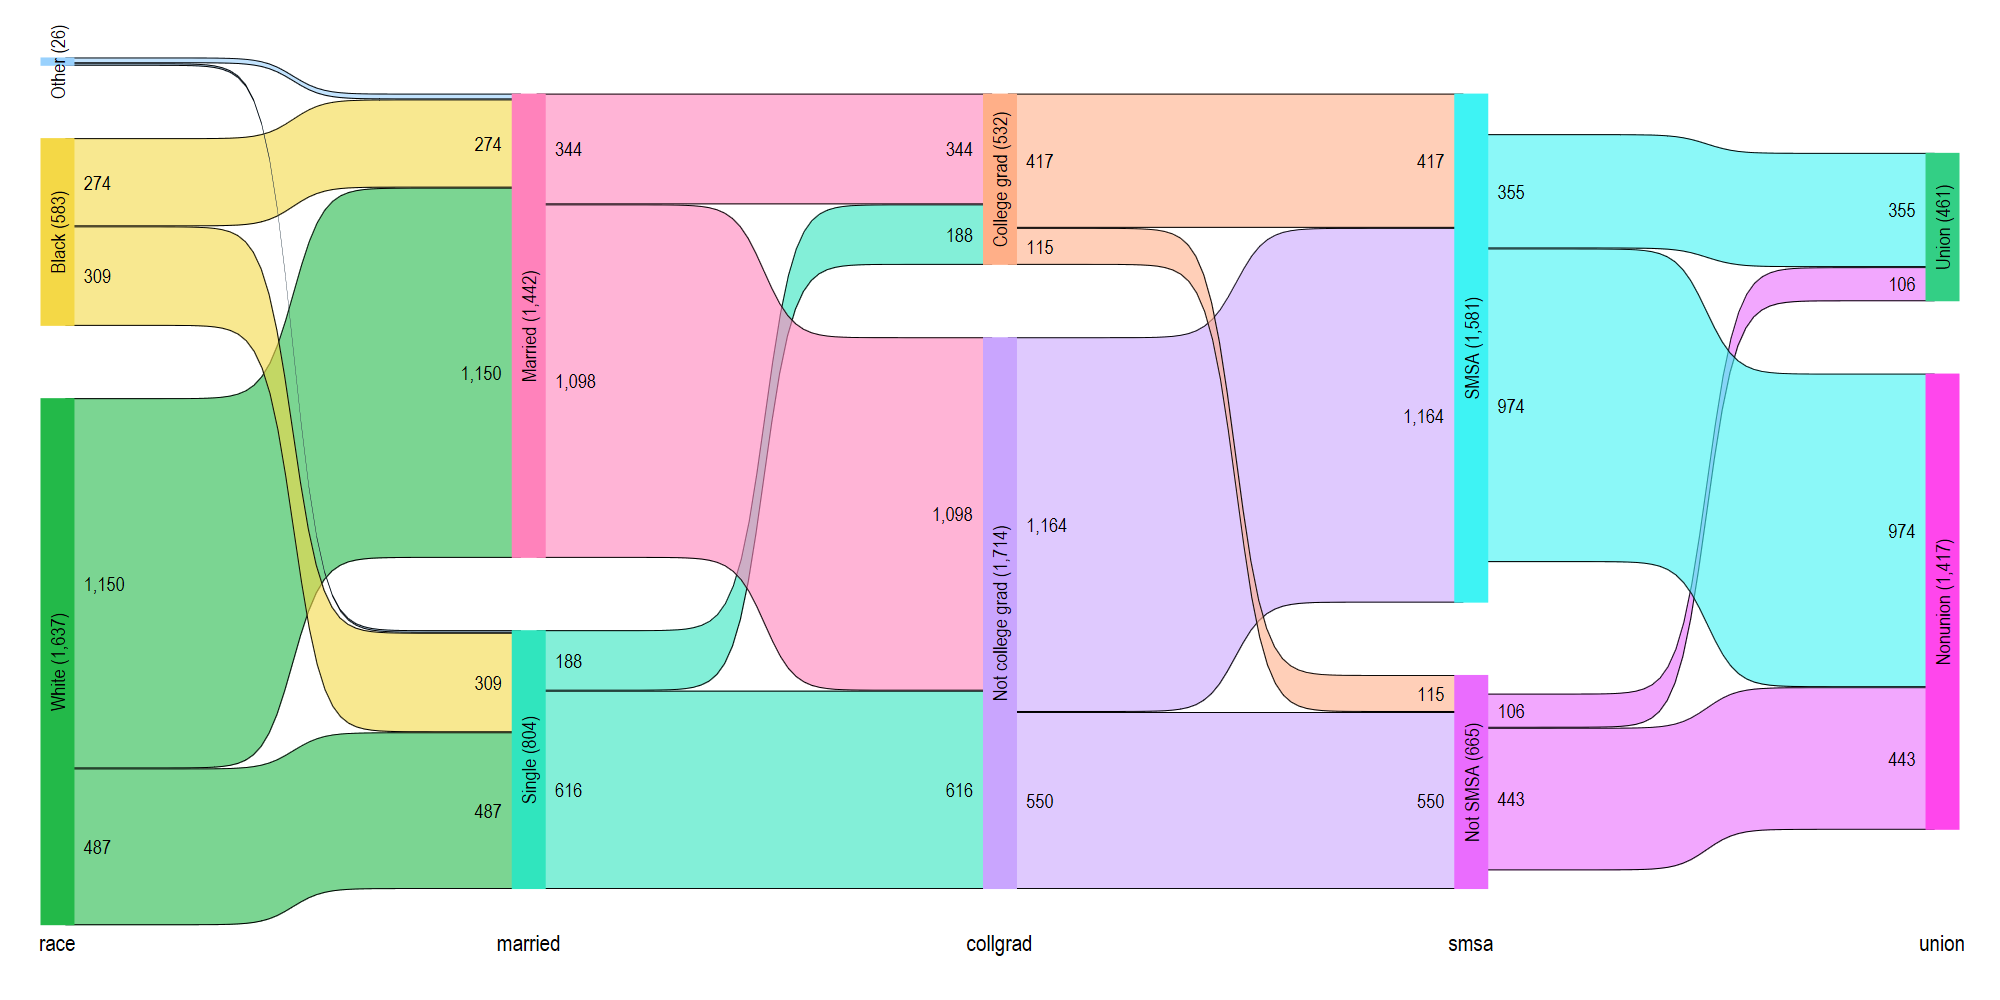 Other (26)
Black (583)
White (1,637)
274
309
1,150
487
274
1,150
309
487
Married (1,442)
Single (804)
344
1,098
188
616
344
188
1,098
616
College grad (532)
Not college grad (1,714)
417
115
1,164
550
417
1,164
115
550
SMSA (1,581)
Not SMSA (665)
355
974
106
443
355
106
974
443
Union (461)
Nonunion (1,417)
race
married
collgrad
smsa
union